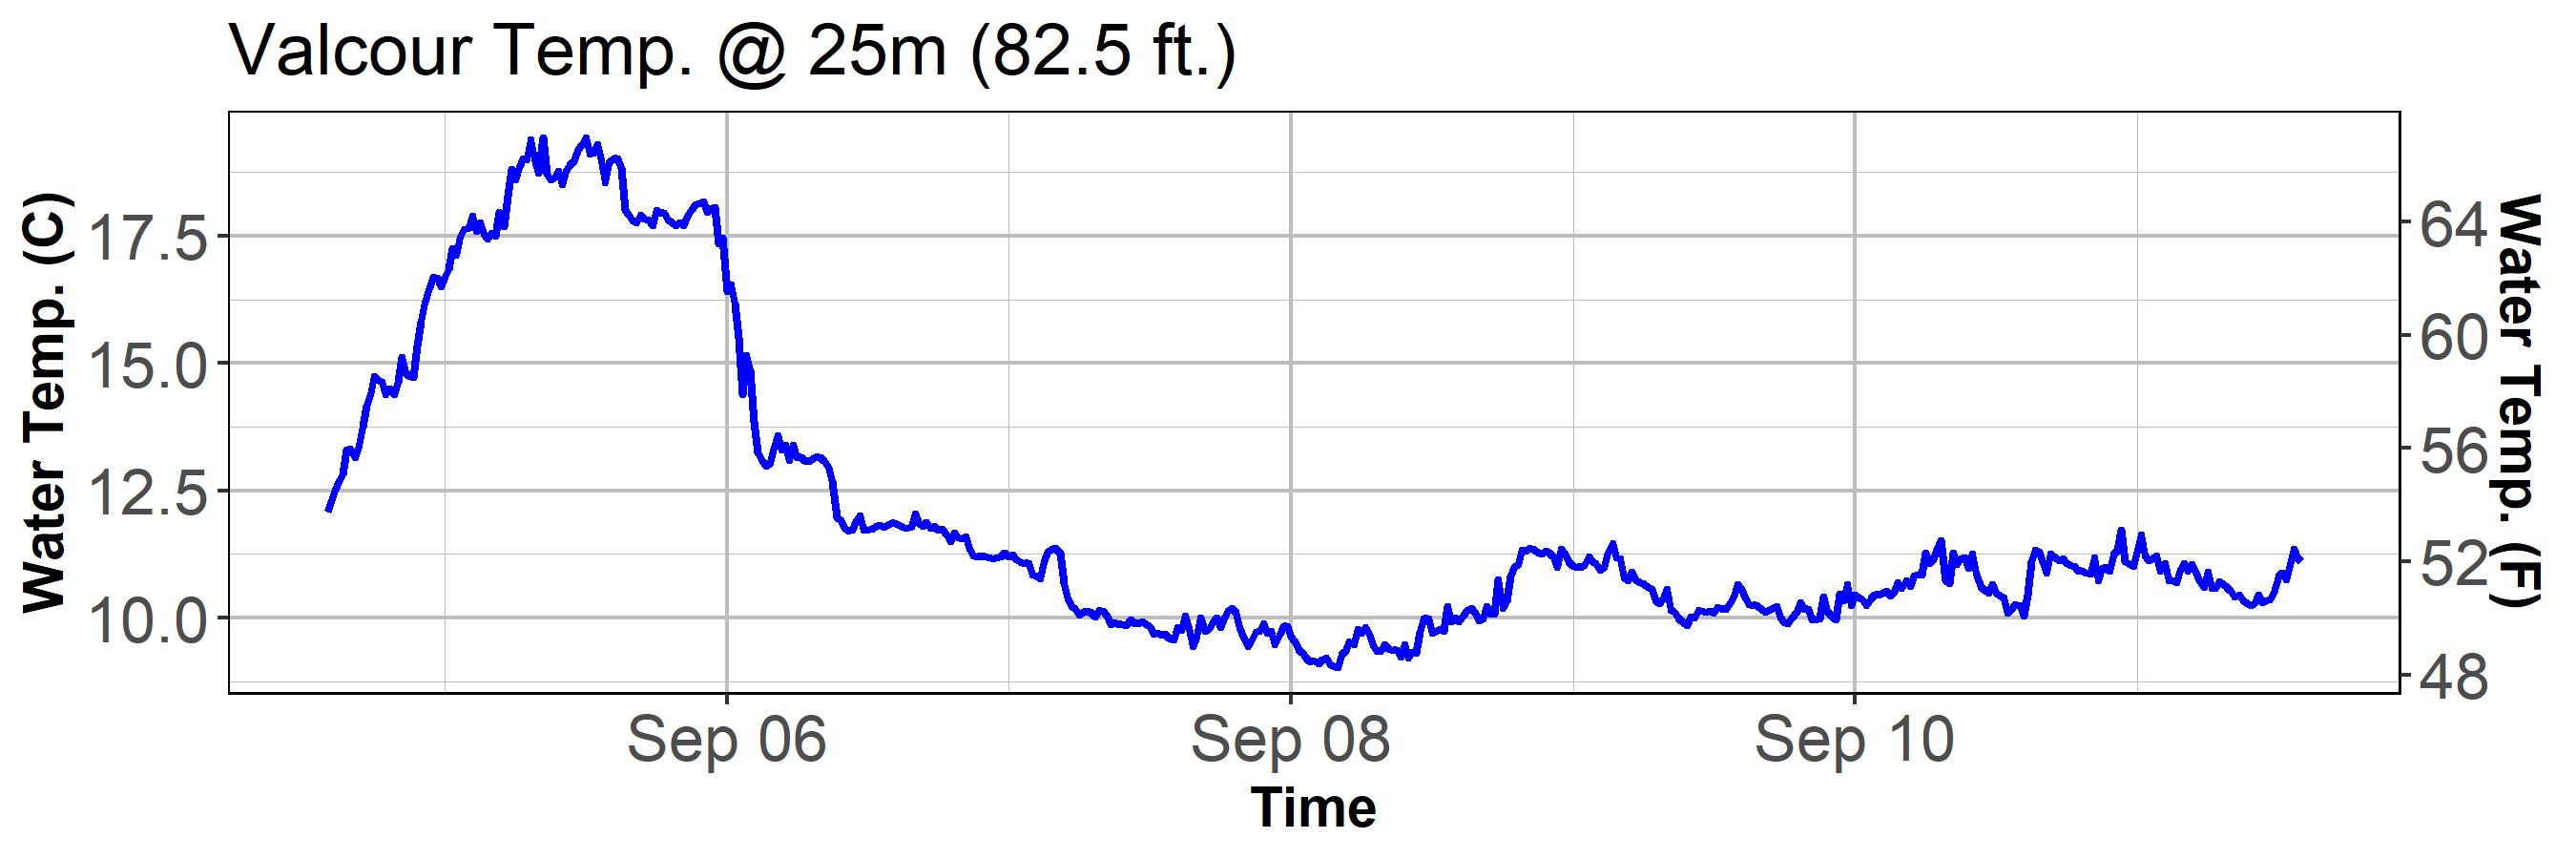 Valcour Temp. @ 25m (82.5 ft.)
Water Temp. (C)
17.5
15.0
12.5
10.0
64
60
56
52
48
Water Temp. (F)
Sep 06
Sep 08
Sep 10
Time